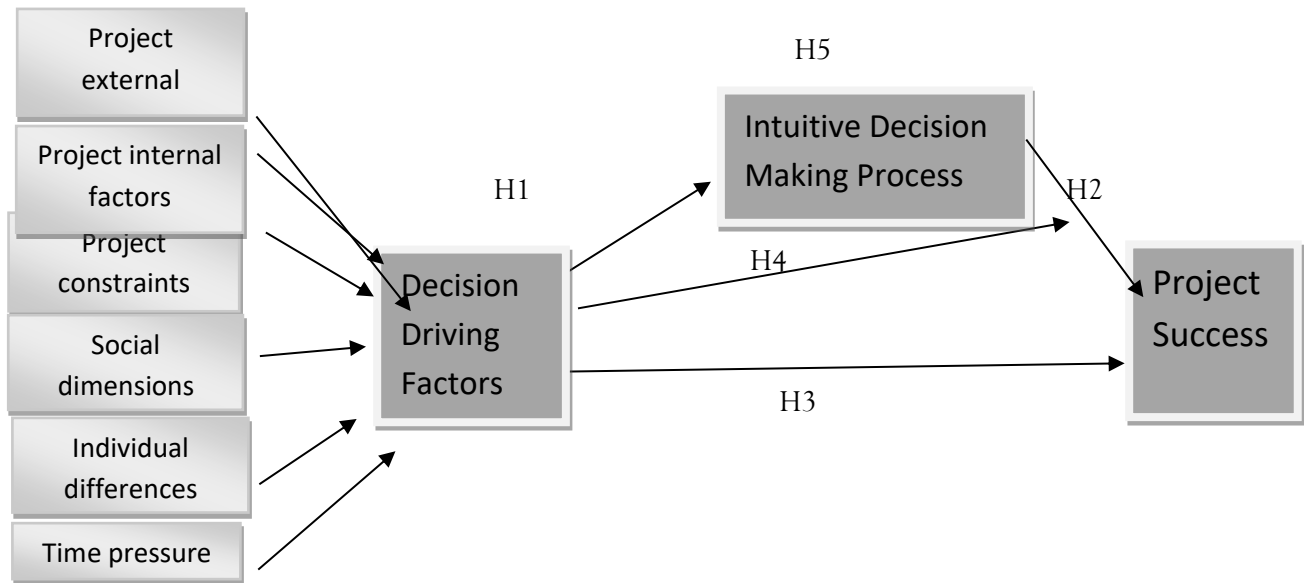 Project
external
Project internal
factors
Project
constraints
Social
dimensions
Individual
differences
Time pressure
H1
Decision
Driving
Factors
H5
Intuitive Decision
Making Process
H2
H4
H3
Project
Success